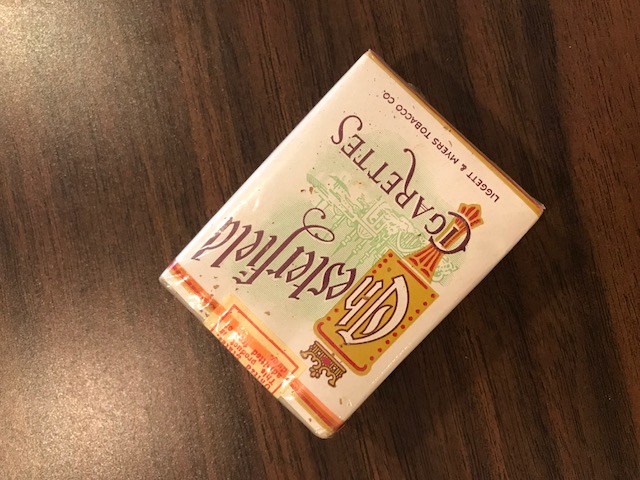 Chesterfield
CIGARETTES
LIGGETT & MYERS TOBACCO CO.